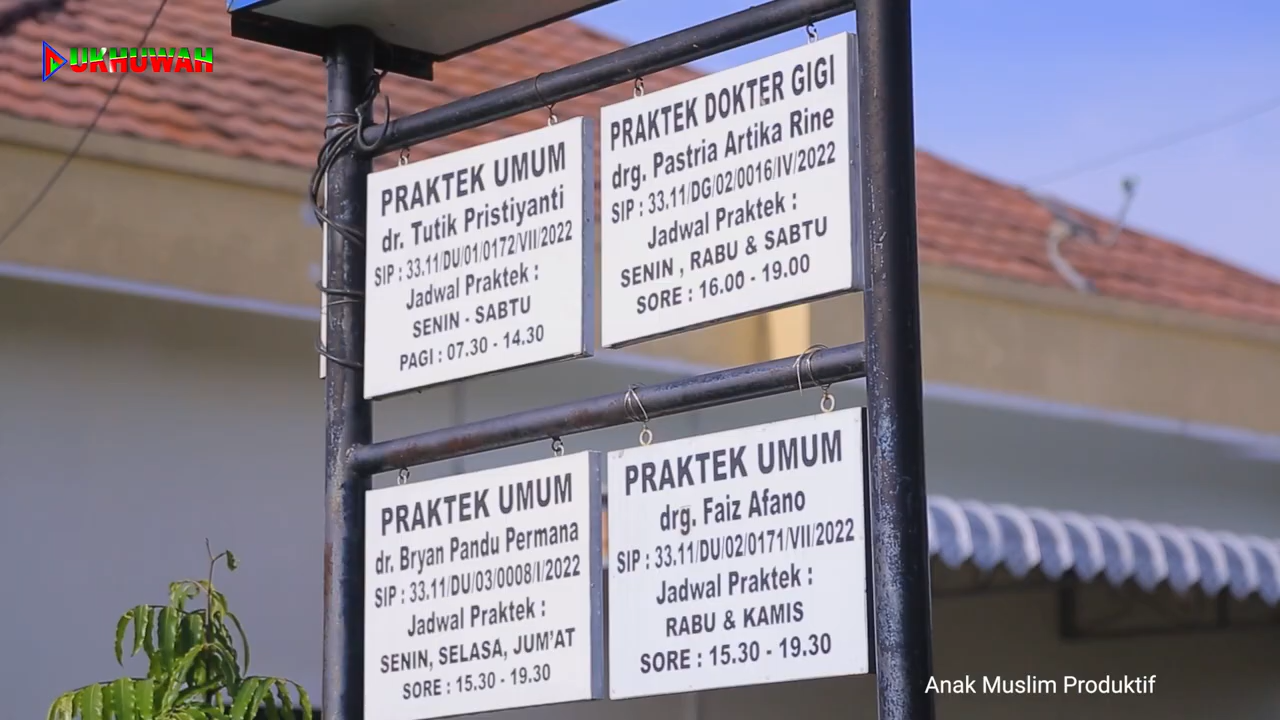 UKHUWAH
PRAKTEK UMUM
dr. Tutik Pristiyanti
SIP : 33.11/DU/01/0172/VII/2022
Jadwal Praktek :
SENIN - SABTU
PAGI : 07.30 - 14.30
PRAKTEK DOKTER GIGI
drg. Pastria Artika Rine
SIP : 33.11/DG/02/0016/IV/2022
Jadwal Praktek :
SENIN , RABU & SABTU
SORE : 16.00 - 19.00
PRAKTEK UMUM
dr. Bryan Pandu Permana
SIP : 33.11/DU/03/0008/I/2022
Jadwal Praktek :
SENIN, SELASA, JUM'AT
SORE : 15.30 - 19.30
PRAKTEK UMUM
drg. Faiz Afano
SIP : 33.11/DU/02/0171/VII/2022
Jadwal Praktek :
RABU & KAMIS
SORE : 15.30 - 19.30
Anak Muslim Produktif